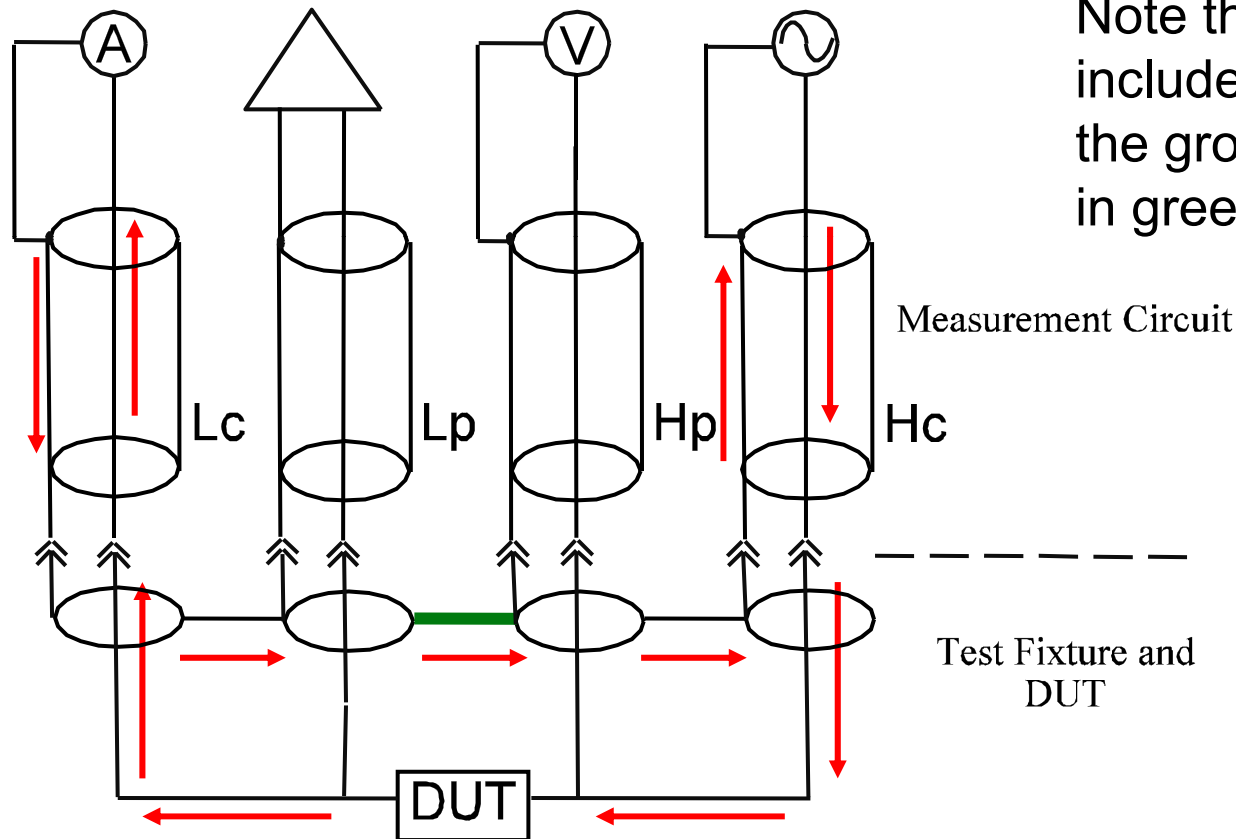 A
V
Note th
include
the gro
in gree
Measurement Circuit
Lc
Lp
Hp
Hc
Test Fixture and
DUT
DUT